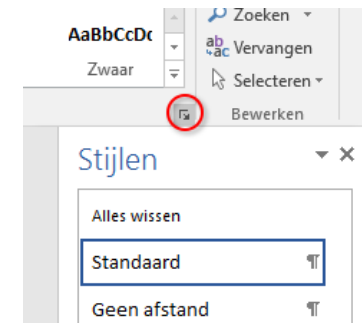 Zoeken
AaBbCcDc
Vervangen
Zwaar
Selecteren
Bewerken
Stijlen
Alles wissen
Standaard ¶
Geen afstand ¶